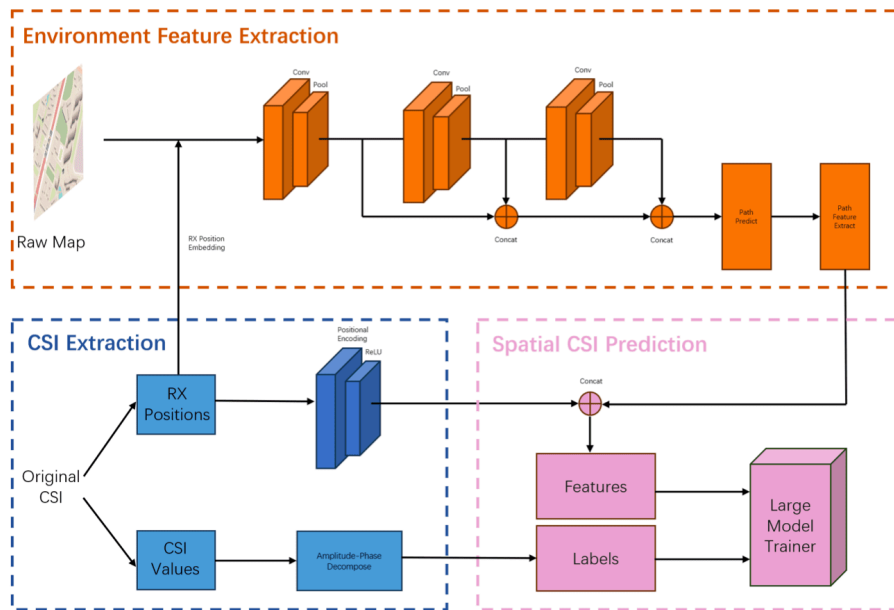 Environment Feature Extraction
Conv
Pool
Conv
Pool
Conv
Pool
Raw Map
RX Position
Embedding
Concat
Concat
Path
Predict
Path
Feature
Extract
CSI Extraction
Positional
Encoding
ReLU
RX
Positions
Original
CSI
CSI
Values
Amplitude-Phase
Decompose
Spatial CSI Prediction
Concat
Features
Labels
Large
Model
Trainer